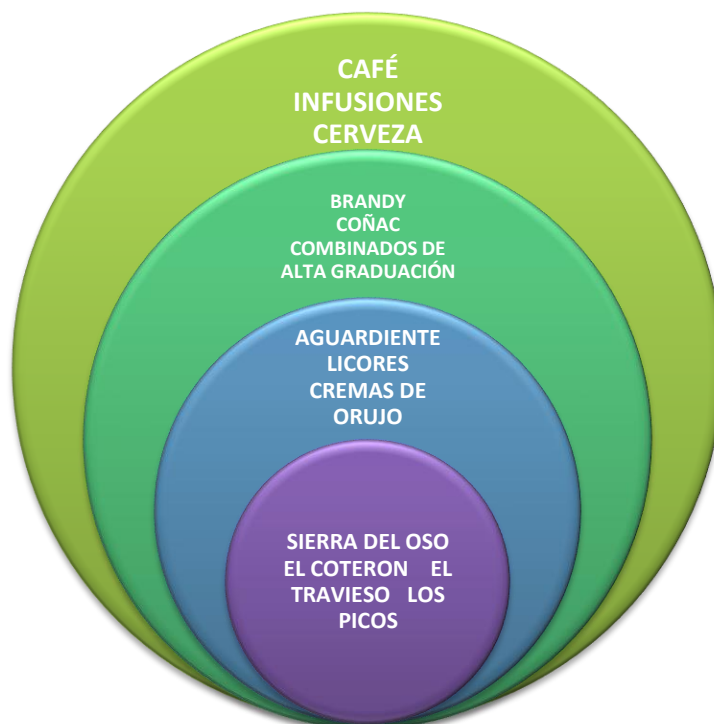 CAFÉ
INFUSIONES
CERVEZA
BRANDY
COÑAC
COMBINADOS DE
ALTA GRADUACIÓN
AGUARDIENTE
LICORES
CREMAS DE
ORUJO
SIERRA DEL OSO
EL COTERON EL
TRAVIESO LOS
PICOS